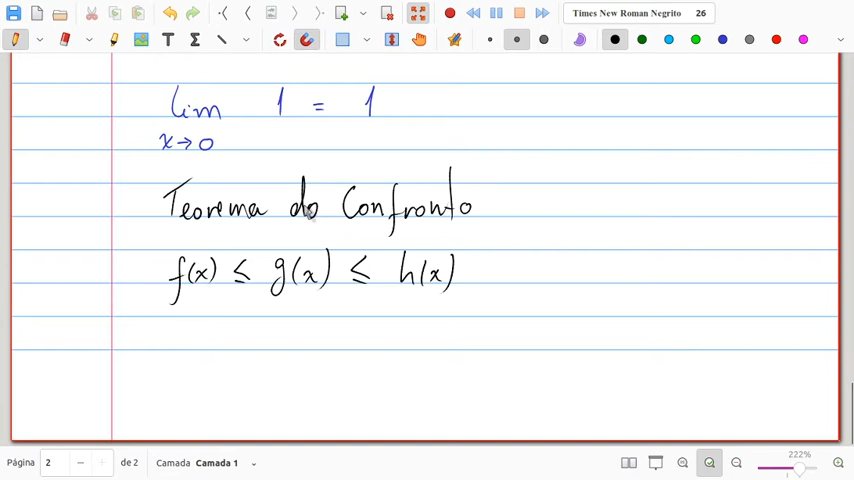 Times New Roman Negrito 26
lim 1 = 1
x→0
Teorema do Confronto
f(x) ≤ g(x) ≤ h(x)
Página 2 de 2 Camada Camada 1 222%